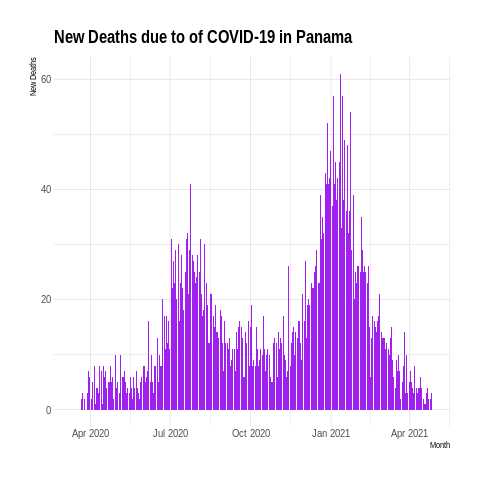 New Deaths due to of COVID-19 in Panama
New Deaths
60
40
20
0
Apr 2020 Jul 2020 Oct 2020 Jan 2021 Apr 2021
Month